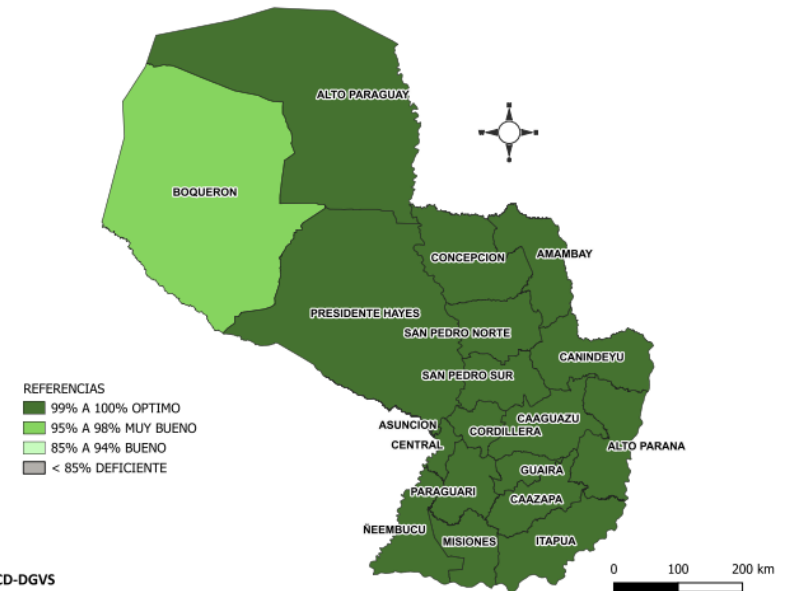 ALTO PARAGUAY
BOQUERON
CONCEPCION
AMAMBAY
PRESIDENTE HAYES
SAN PEDRO NORTE
CANINDEYU
SAN PEDRO SUR
REFERENCIAS
99% A 100% OPTIMO
95% A 98% MUY BUENO
85% A 94% BUENO
< 85% DEFICIENTE
ASUNCION
CAAGUAZU
CORDILLERA
CENTRAL
ALTO PARANA
GUAIRA
PARAGUARI
CAAZAPA
ÑEEMBUCU
MISIONES
ITAPUA
CD-DGVS
0 100 200 km